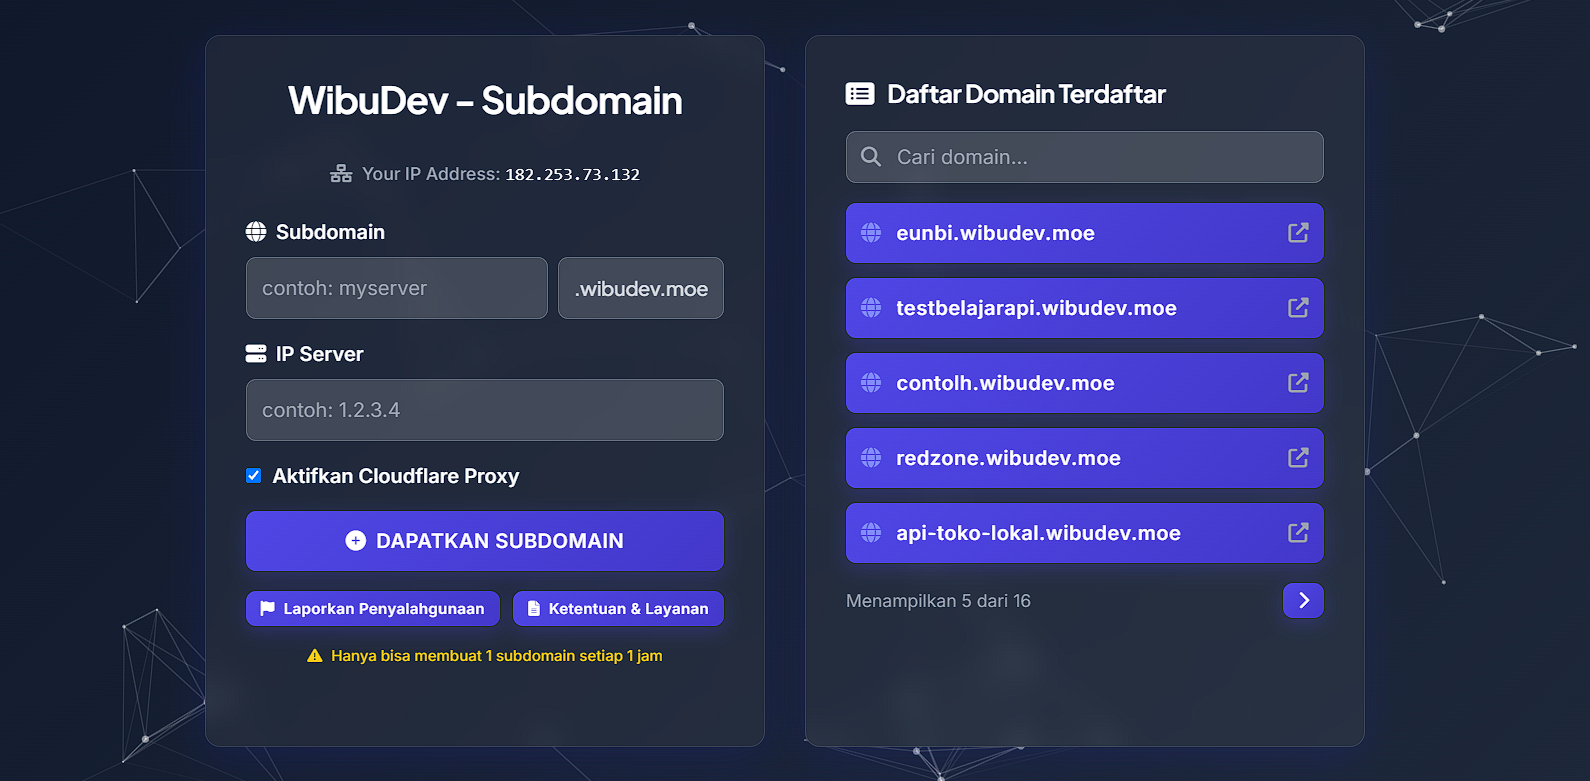 WibuDev – Subdomain
Your IP Address: 182.253.73.132
Subdomain
contoh: myserver
.wibudev.moe
IP Server
contoh: 1.2.3.4
Aktifkan Cloudflare Proxy
DAPATKAN SUBDOMAIN
Laporkan Penyalahgunaan
Ketentuan & Layanan
Hanya bisa membuat 1 subdomain setiap 1 jam
Daftar Domain Terdaftar
Cari domain...
eunbi.wibudev.moe
testbelajarapi.wibudev.moe
contolh.wibudev.moe
redzone.wibudev.moe
api-toko-lokal.wibudev.moe
Menampilkan 5 dari 16